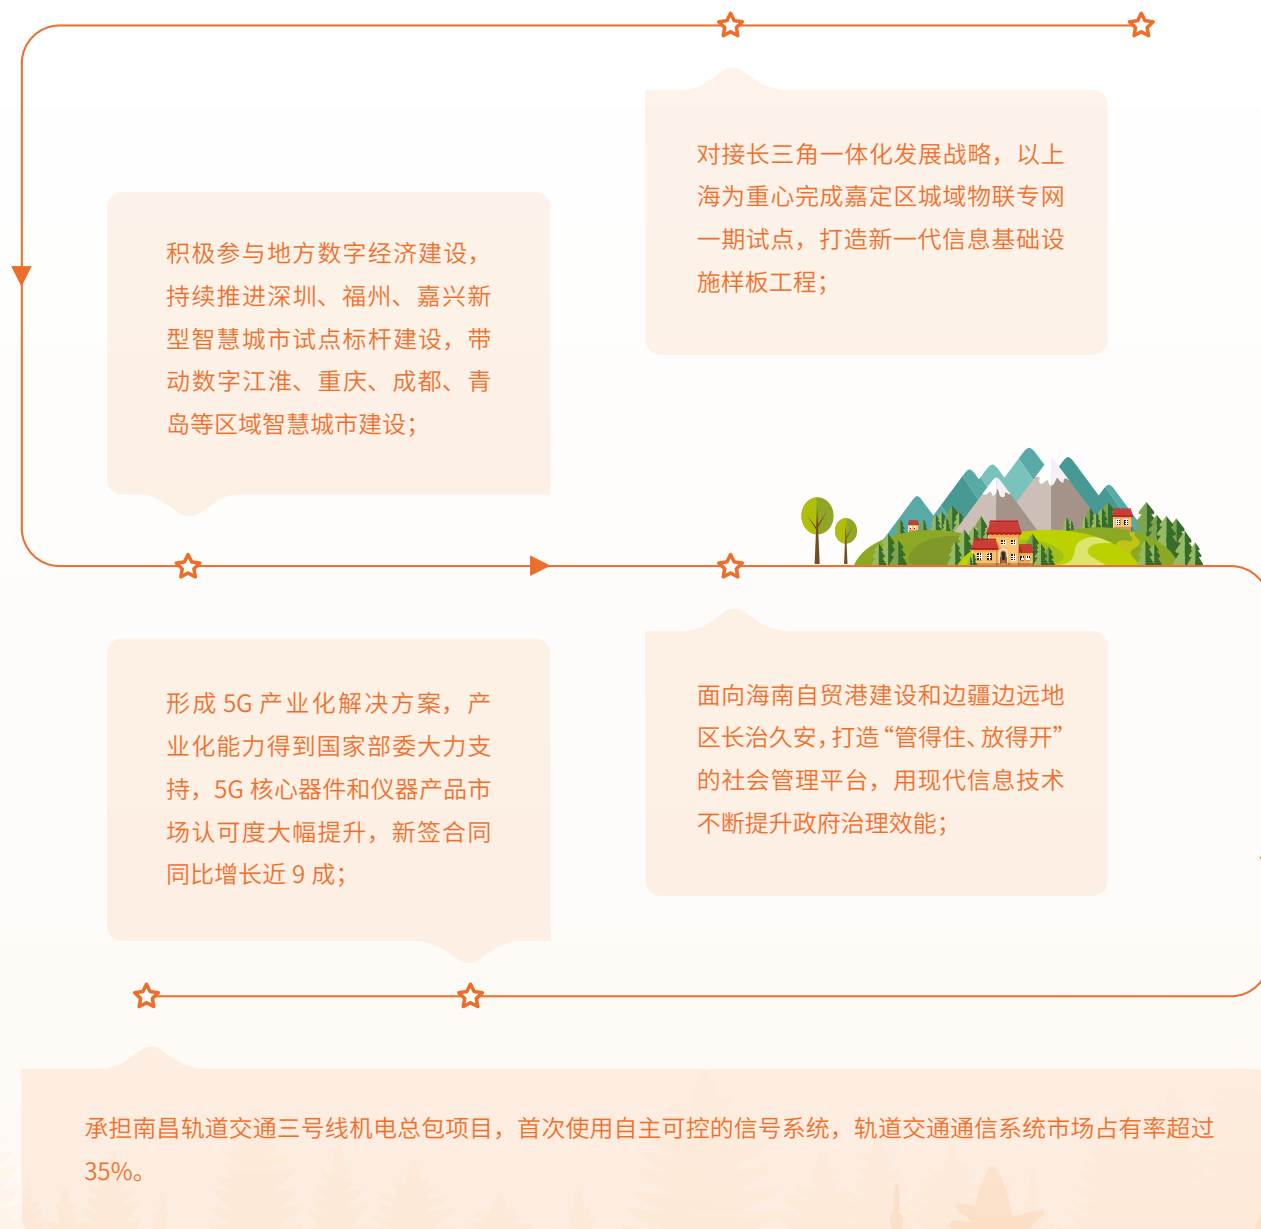 对接长三角一体化发展战略，以上
海为重心完成嘉定区城域物联专网
一期试点，打造新一代信息基础设
施样板工程；
积极参与地方数字经济建设，
持续推进深圳、福州、嘉兴新
型智慧城市试点标杆建设，带
动数字江淮、重庆、成都、青
岛等区域智慧城市建设；
面向海南自贸港建设和边疆边远地
区长治久安，打造“管得住、放得开”
的社会管理平台，用现代信息技术
不断提升政府治理效能；
形成 5G 产业化解决方案，产
业化能力得到国家部委大力支
持，5G 核心器件和仪器产品市
场认可度大幅提升，新签合同
同比增长近 9 成；
承担南昌轨道交通三号线机电总包项目，首次使用自主可控的信号系统，轨道交通通信系统市场占有率超过
35%。